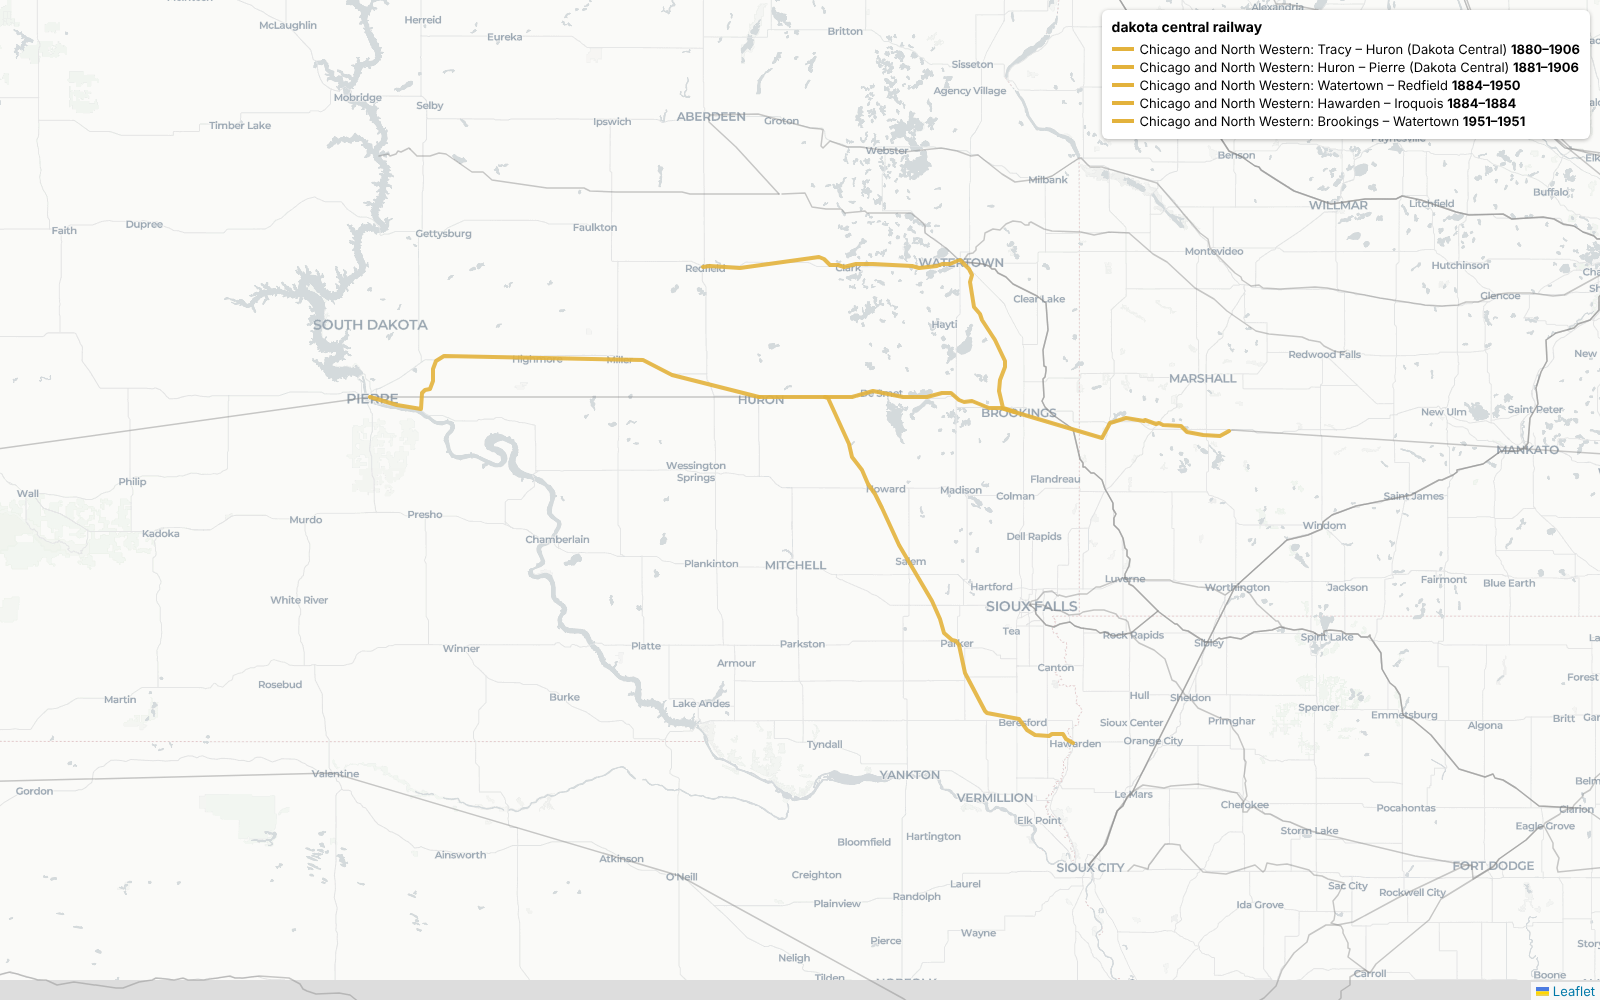 dakota central railway
Chicago and North Western: Tracy – Huron (Dakota Central) 1880–1906
Chicago and North Western: Huron – Pierre (Dakota Central) 1881–1906
Chicago and North Western: Watertown – Redfield 1884–1950
Chicago and North Western: Hawarden – Iroquois 1884–1884
Chicago and North Western: Brookings – Watertown 1951–1951
McLaughlin
Herreid
Eureka
Britton
Sisseton
Mobridge
Selby
Agency Village
Timber Lake
Ipswich
ABERDEEN
Groton
Webster
Benson
Milbank
Buffalo
WILLMAR
Litchfield
Faith
Dupree
Gettysburg
Faulkton
Montevideo
Redfield
Clark
WATERTOWN
Hutchinson
Clear Lake
Glencoe
SOUTH DAKOTA
Hayti
Highmore
Miller
Redwood Falls
New
MARSHALL
PIERRE
HURON
De Smet
BROOKINGS
New Ulm
Saint Peter
MANKATO
Wessington
Springs
Flandreau
Philip
Wall
Howard
Madison
Colman
Saint James
Murdo
Presho
Kadoka
Chamberlain
Dell Rapids
Windom
Plankinton
MITCHELL
Salem
Hartford
Luverne
Worthington
Jackson
Fairmont
Blue Earth
White River
SIOUX FALLS
Tea
Rock Rapids
Sibley
Spirit Lake
Winner
Platte
Parkston
Parker
Armour
Canton
Rosebud
Martin
Burke
Lake Andes
Hull
Sheldon
Forest
Spencer
Emmetsburg
Beresford
Sioux Center
Primghar
Algona
Britt
Tyndall
Hawarden
Orange City
Valentine
YANKTON
Gordon
VERMILLION
Le Mars
Cherokee
Pocahontas
Clarion
Elk Point
Storm Lake
Eagle Grove
Bloomfield
Hartington
Ainsworth
Atkinson
SIOUX CITY
FORT DODGE
O'Neill
Creighton
Laurel
Sac City
Rockwell City
Randolph
Plainview
Ida Grove
Pierce
Wayne
Neligh
Tilden
Carroll
Boone
Leaflet